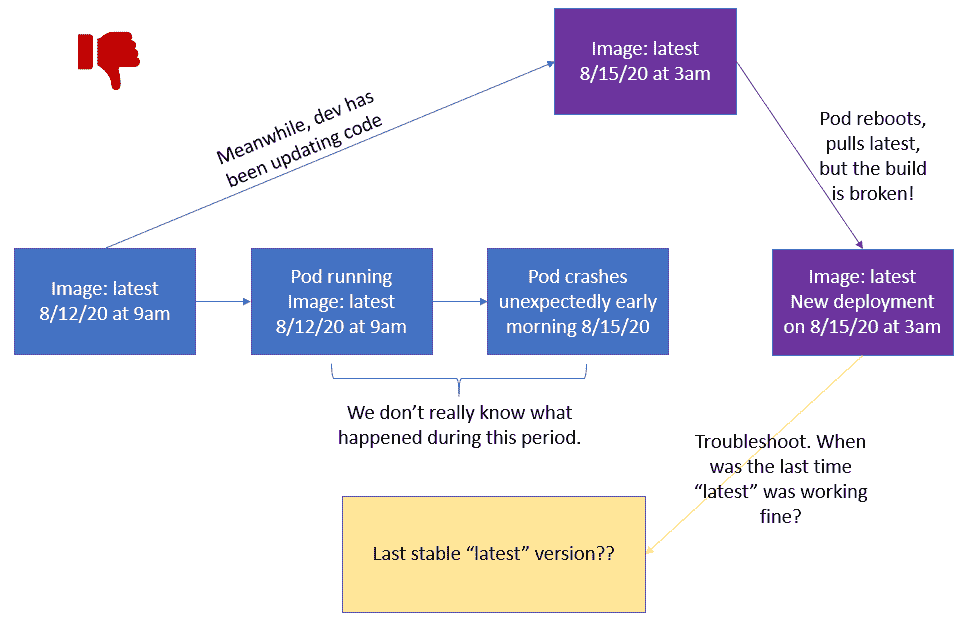 Image: latest
8/15/20 at 3am
Meanwhile, dev has
been updating code
Pod reboots,
pulls latest,
but the build
is broken!
Image: latest
8/12/20 at 9am
Pod running
Image: latest
8/12/20 at 9am
Pod crashes
unexpectedly early
morning 8/15/20
Image: latest
New deployment
on 8/15/20 at 3am
We don’t really know what
happened during this period.
Troubleshoot. When
was the last time
“latest” was working
fine?
Last stable “latest” version??